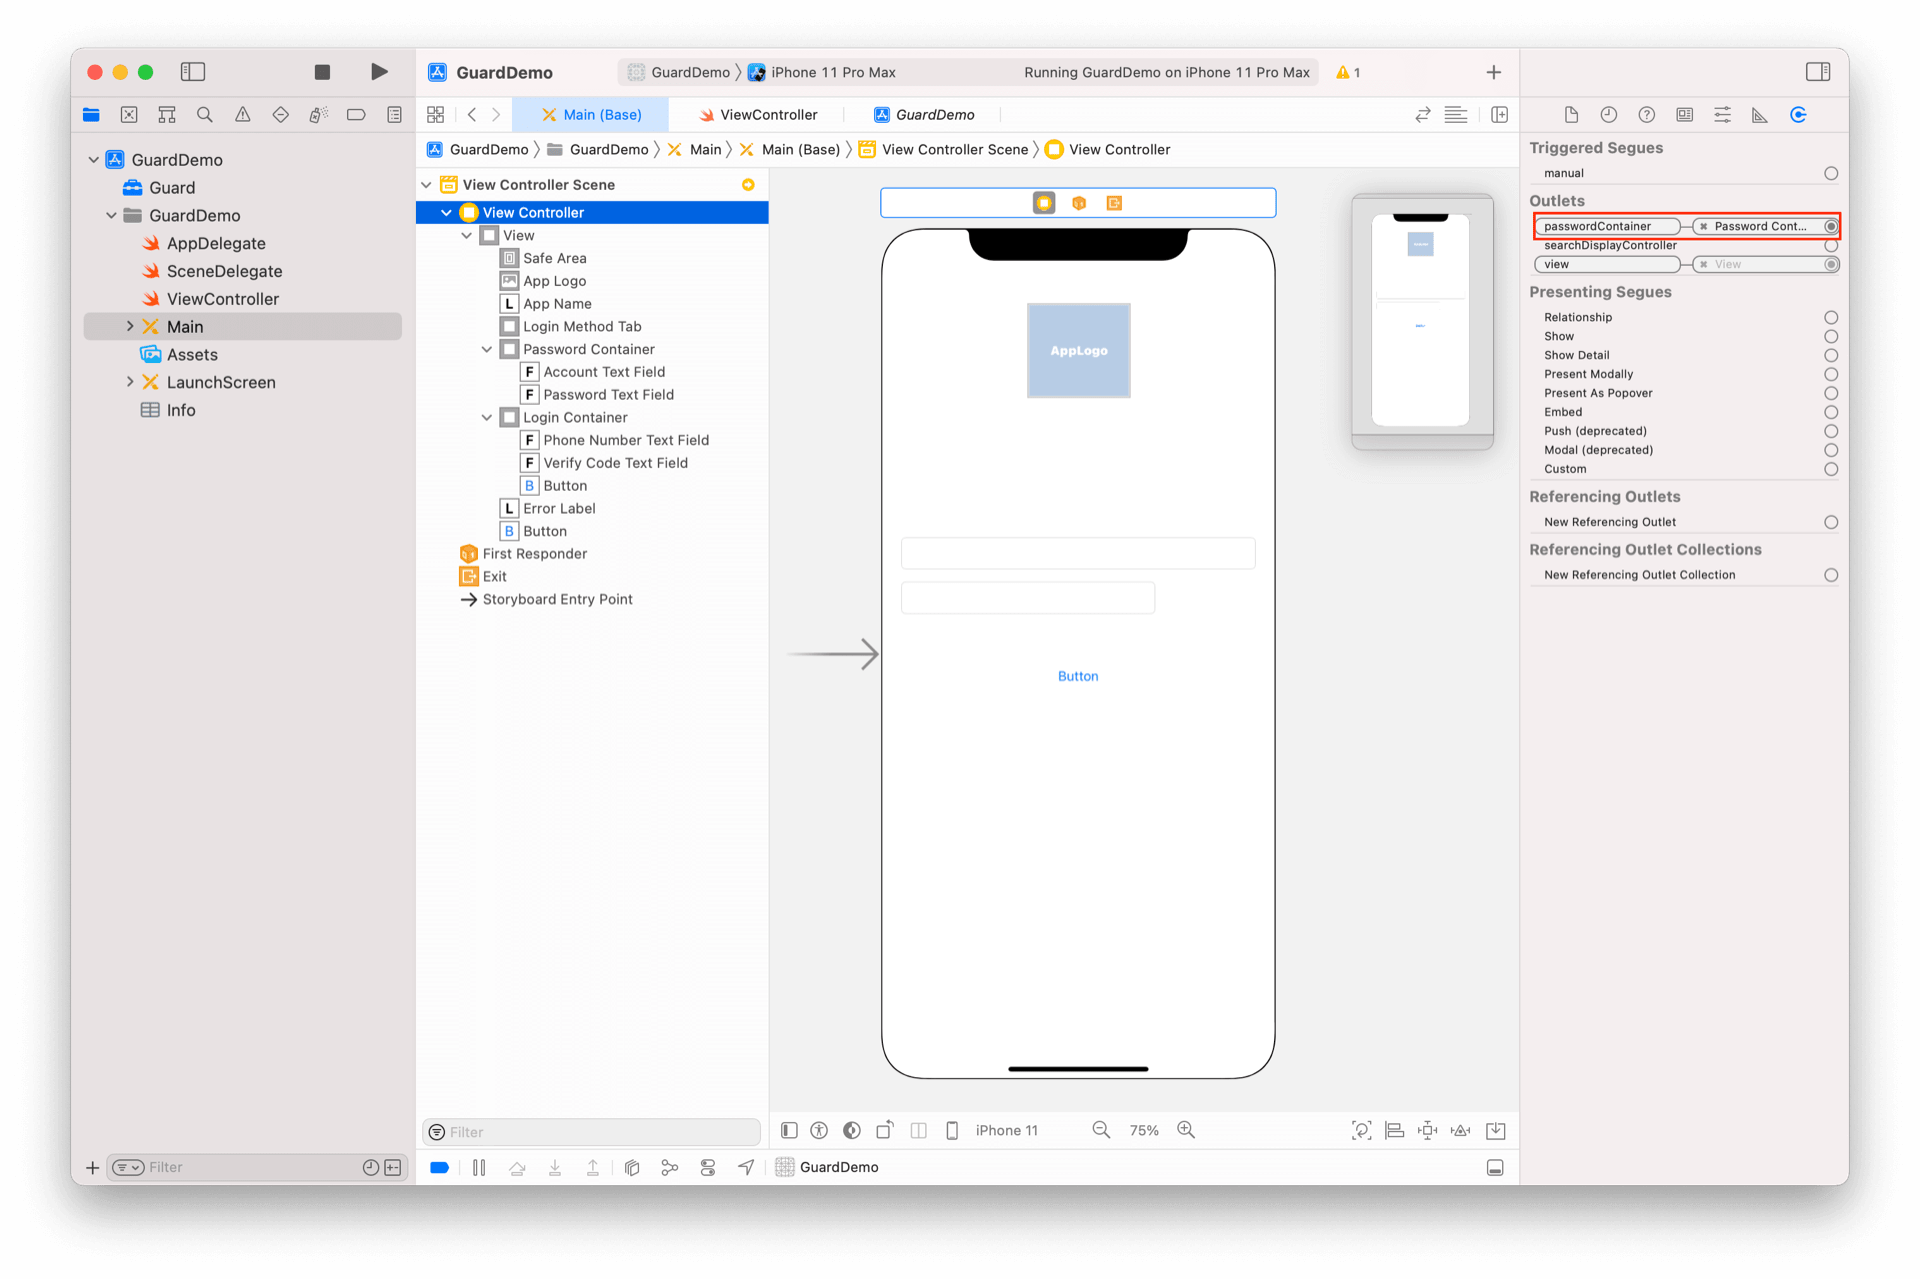 GuardDemo
GuardDemo
iPhone 11 Pro Max
Running GuardDemo on iPhone 11 Pro Max
1
Main (Base)
ViewController
GuardDemo
GuardDemo
GuardDemo
Main
Main (Base)
View Controller Scene
View Controller
GuardDemo
Guard
GuardDemo
AppDelegate
SceneDelegate
ViewController
Main
Assets
LaunchScreen
Info
Filter
View Controller Scene
View Controller
View
Safe Area
App Logo
L App Name
Login Method Tab
Password Container
F Account Text Field
F Password Text Field
Login Container
F Phone Number Text Field
F Verify Code Text Field
B Button
L Error Label
B Button
First Responder
Exit
Storyboard Entry Point
Filter
AppLogo
Button
iPhone 11
75%
GuardDemo
Triggered Segues
manual
Outlets
passwordContainer
Password Cont...
searchDisplayController
view
View
Presenting Segues
Relationship
Show
Show Detail
Present Modally
Present As Popover
Embed
Push (deprecated)
Modal (deprecated)
Custom
Referencing Outlets
New Referencing Outlet
Referencing Outlet Collections
New Referencing Outlet Collection